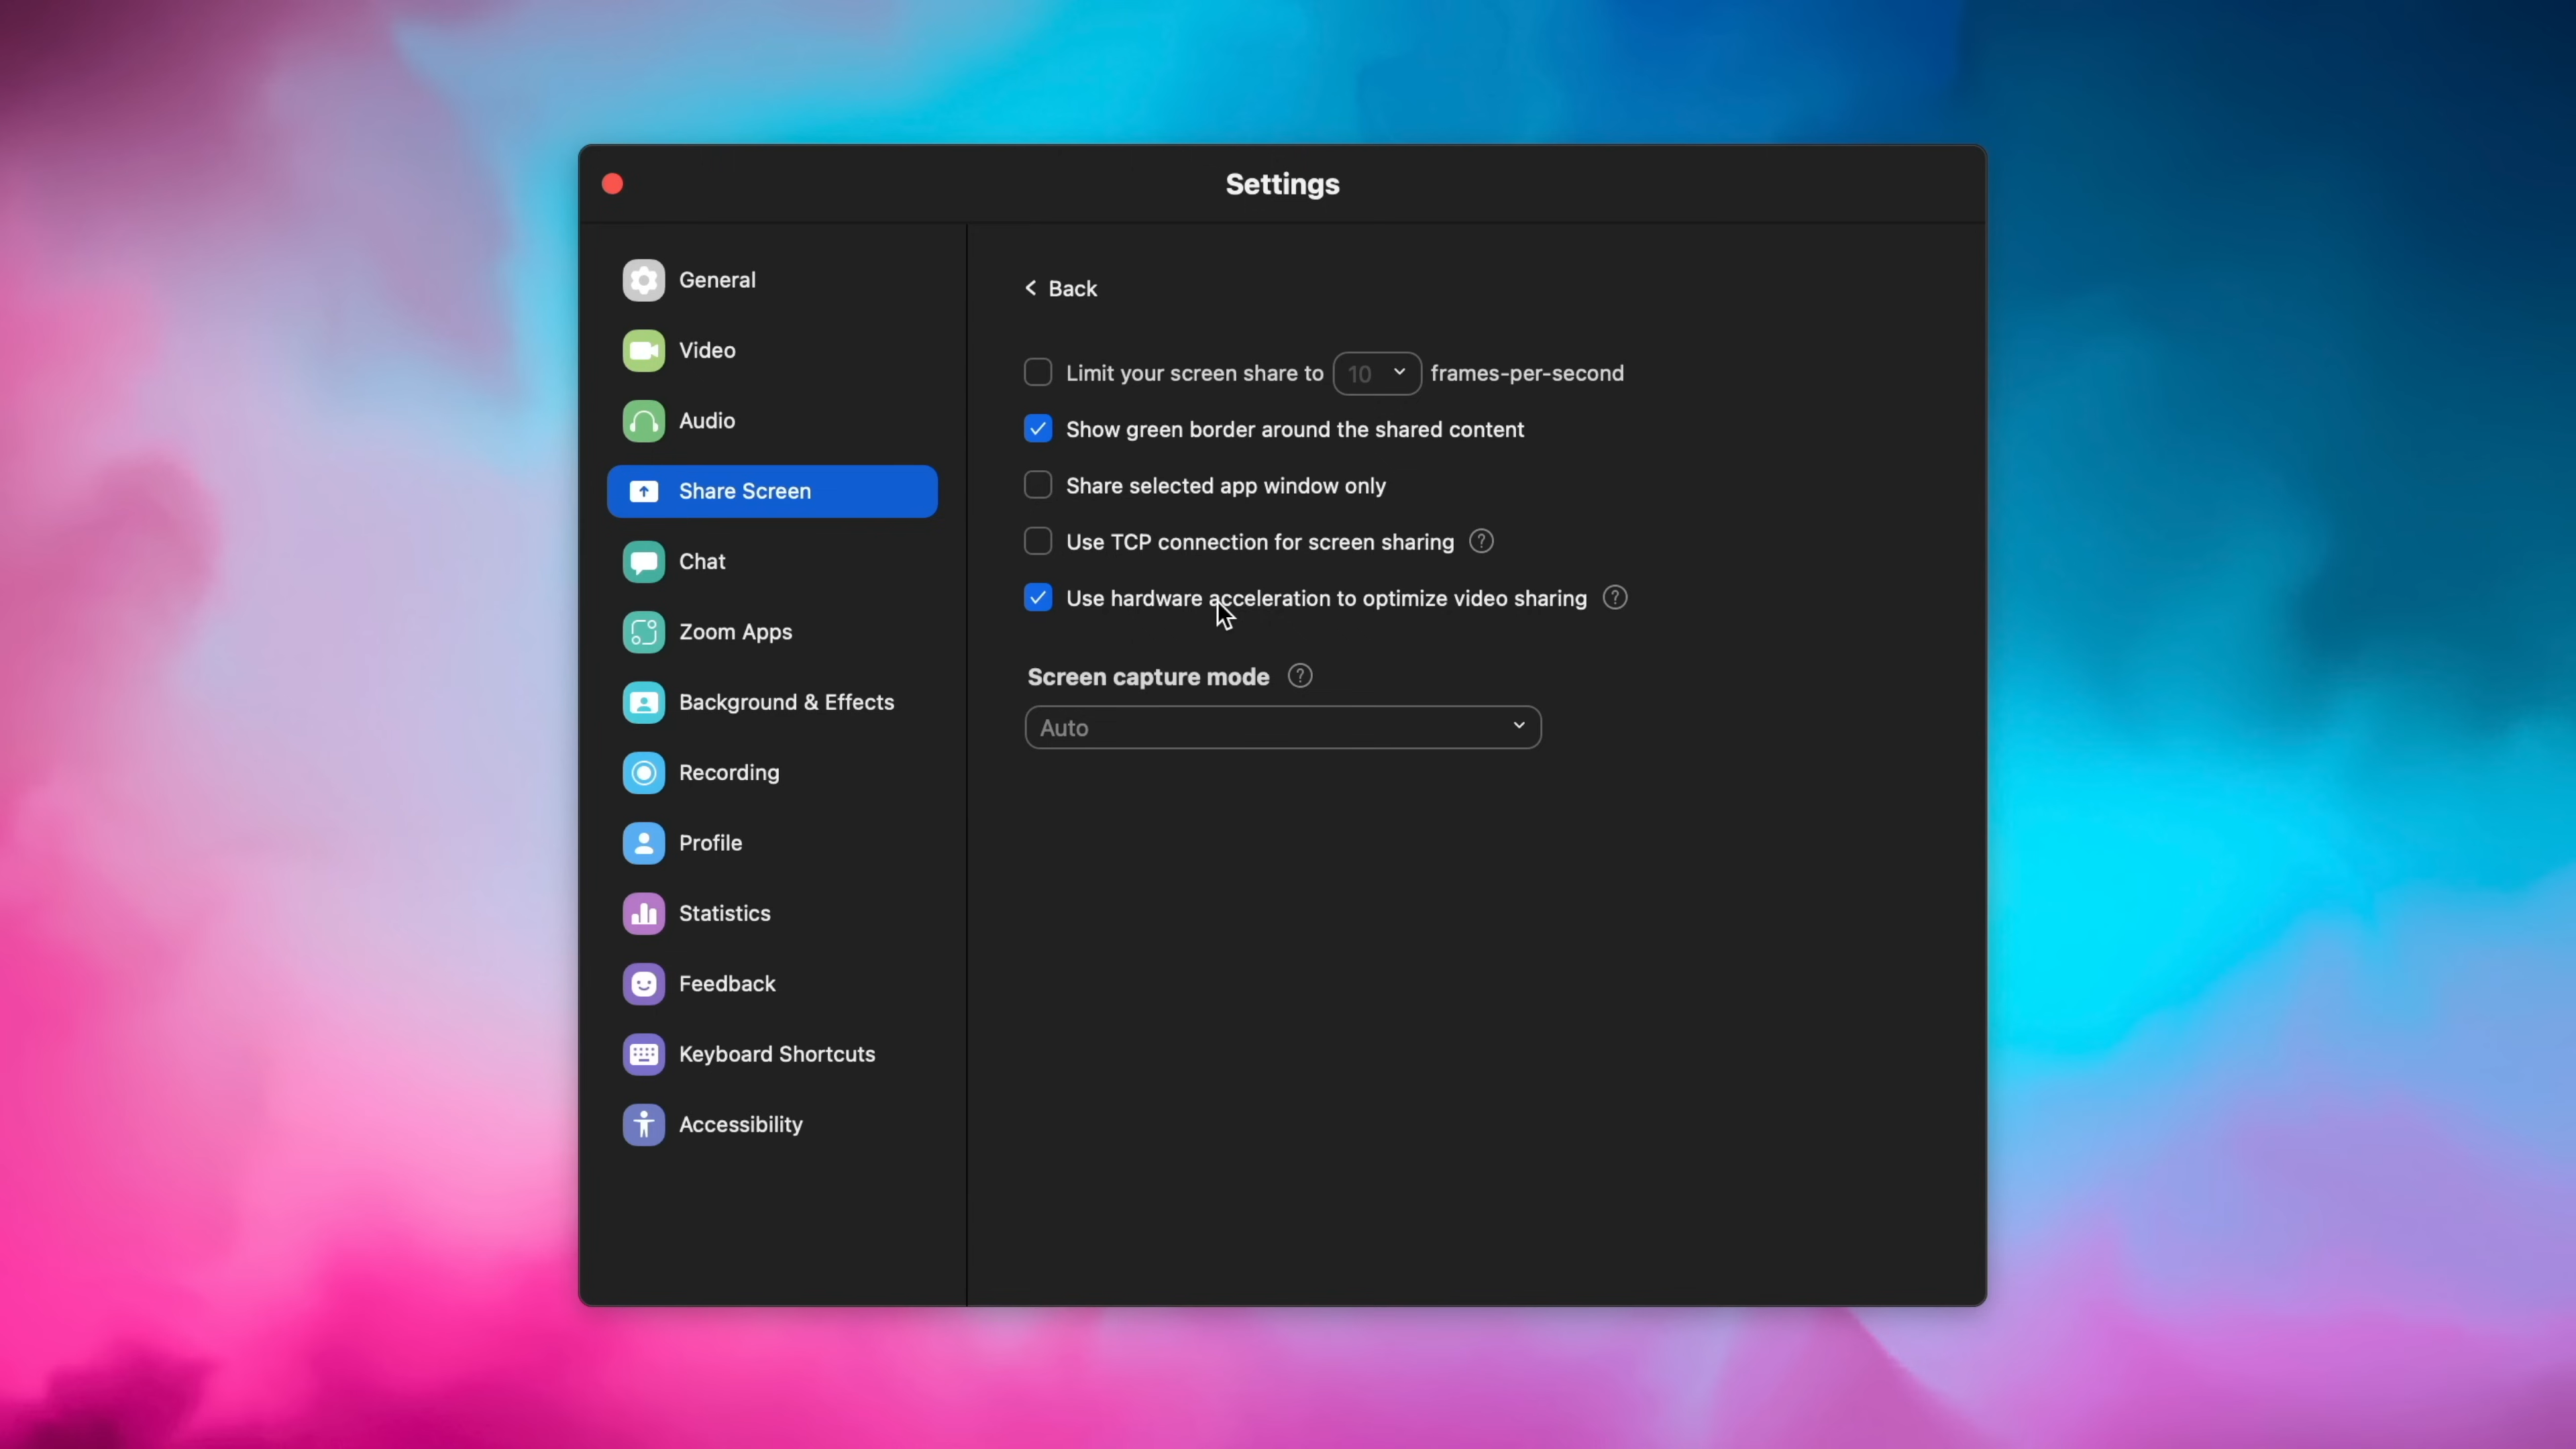 Settings
General
Video
Audio
Share Screen
Chat
Zoom Apps
Background & Effects
Recording
Profile
Statistics
Feedback
Keyboard Shortcuts
Accessibility
Back
Limit your screen share to 10 frames-per-second
Show green border around the shared content
Share selected app window only
Use TCP connection for screen sharing ?
Use hardware acceleration to optimize video sharing ?
Screen capture mode ?
Auto